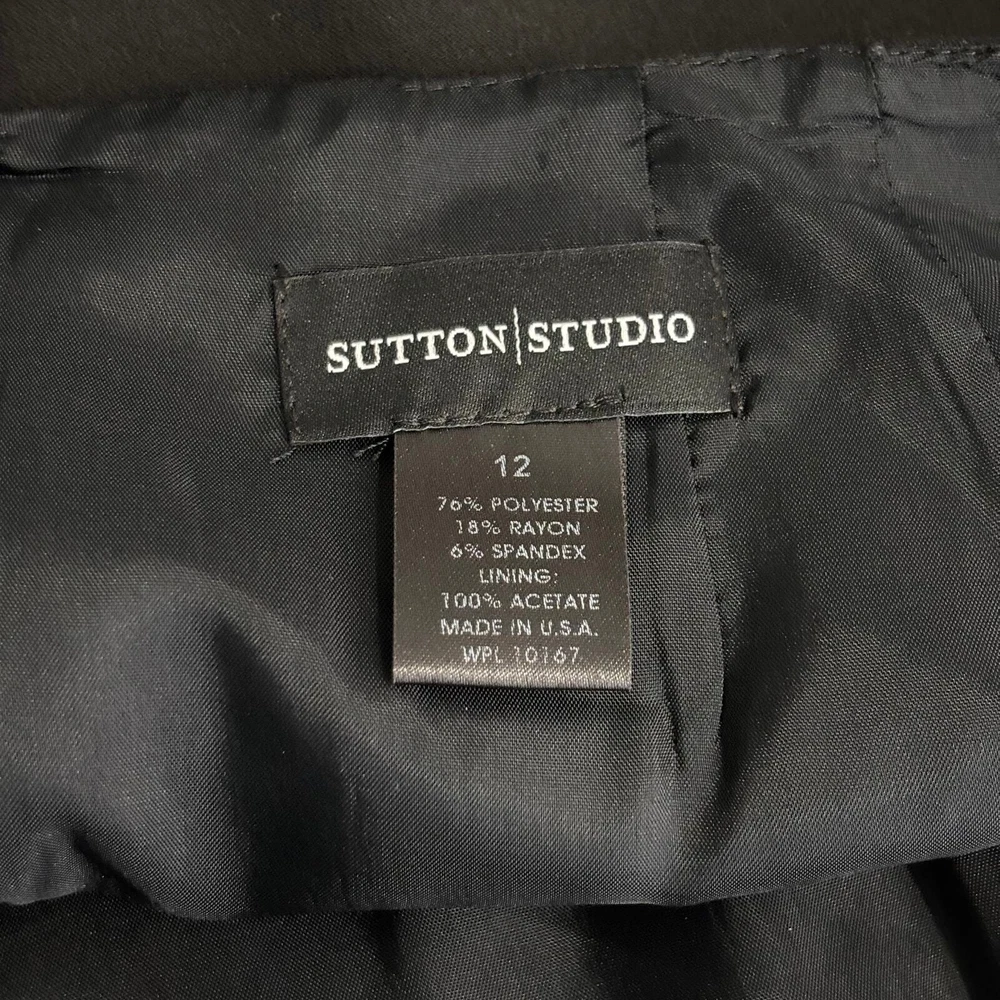 SUTTON|STUDIO
12
76% POLYESTER
18% RAYON
6% SPANDEX
LINING:
100% ACETATE
MADE IN U.S.A.
WPL 10167